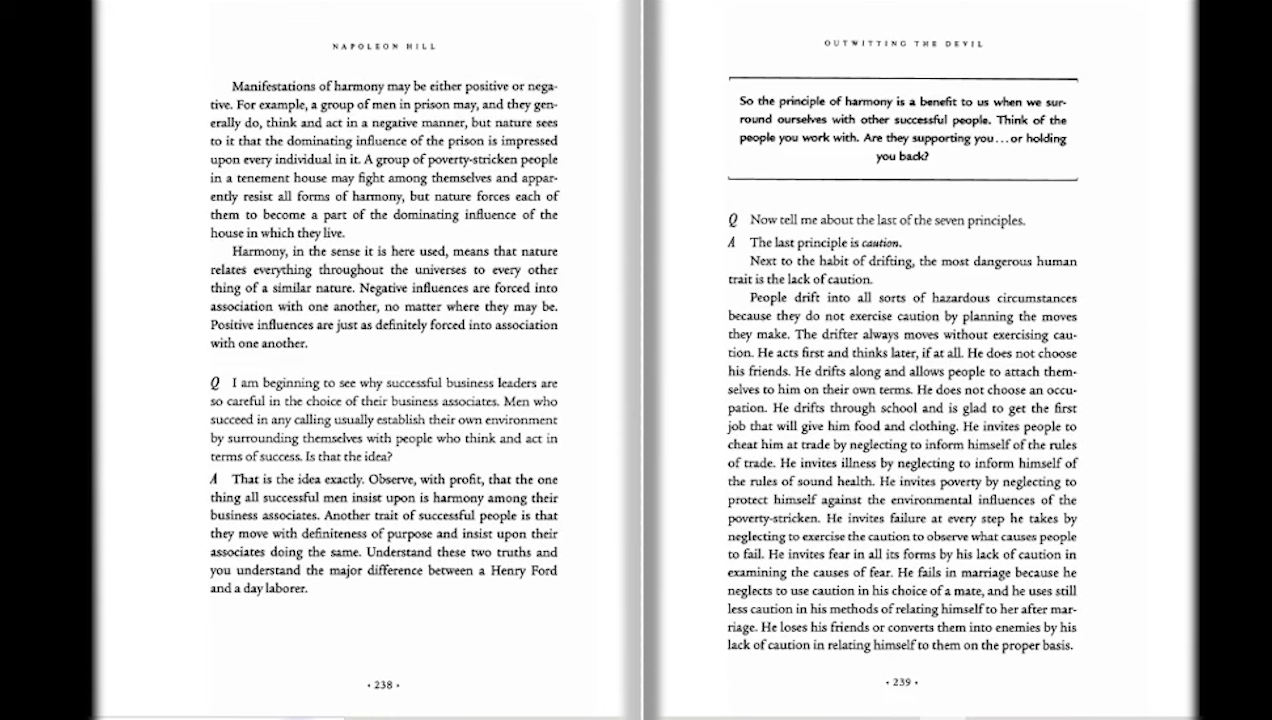 NAPOLEON HILL
Manifestations of harmony may be either positive or nega-
tive. For example, a group of men in prison may, and they gen-
erally do, think and act in a negative manner, but nature sees
to it that the dominating influence of the prison is impressed
upon every individual in it. A group of poverty-stricken people
in a tenement house may fight among themselves and appar-
ently resist all forms of harmony, but nature forces each of
them to become a part of the dominating influence of the
house in which they live.
Harmony, in the sense it is here used, means that nature
relates everything throughout the universes to every other
thing of a similar nature. Negative influences are forced into
association with one another, no matter where they may be.
Positive influences are just as definitely forced into association
with one another.
Q I am beginning to see why successful business leaders are
so careful in the choice of their business associates. Men who
succeed in any calling usually establish their own environment
by surrounding themselves with people who think and act in
terms of success. Is that the idea?
A That is the idea exactly. Observe, with profit, that the one
thing all successful men insist upon is harmony among their
business associates. Another trait of successful people is that
they move with definiteness of purpose and insist upon their
associates doing the same. Understand these two truths and
you understand the major difference between a Henry Ford
and a day laborer.
• 238 •
OUTWITTING THE DEVIL
So the principle of harmony is a benefit to us when we sur-
round ourselves with other successful people. Think of the
people you work with. Are they supporting you...or holding
you back?
Q Now tell me about the last of the seven principles.
A The last principle is caution.
Next to the habit of drifting, the most dangerous human
trait is the lack of caution.
People drift into all sorts of hazardous circumstances
because they do not exercise caution by planning the moves
they make. The drifter always moves without exercising cau-
tion. He acts first and thinks later, if at all. He does not choose
his friends. He drifts along and allows people to attach them-
selves to him on their own terms. He does not choose an occu-
pation. He drifts through school and is glad to get the first
job that will give him food and clothing. He invites people to
cheat him at trade by neglecting to inform himself of the rules
of trade. He invites illness by neglecting to inform himself of
the rules of sound health. He invites poverty by neglecting to
protect himself against the environmental influences of the
poverty-stricken. He invites failure at every step he takes by
neglecting to exercise the caution to observe what causes people
to fail. He invites fear in all its forms by his lack of caution in
examining the causes of fear. He fails in marriage because he
neglects to use caution in his choice of a mate, and he uses still
less caution in his methods of relating himself to her after mar-
riage. He loses his friends or converts them into enemies by his
lack of caution in relating himself to them on the proper basis.
• 239 •